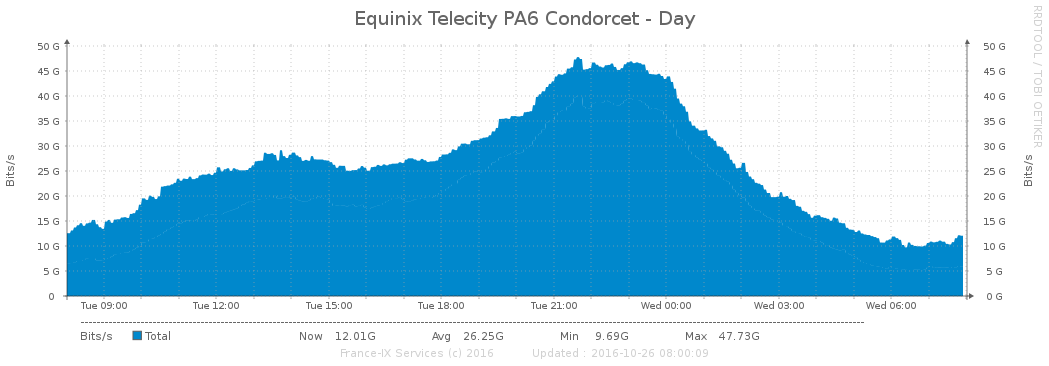 Equinix Telecity PA6 Condorcet - Day
RRDTOOL / TOBI OETIKER
50 G 50 G
45 G 45 G
40 G 40 G
35 G 35 G
30 G 30 G
25 G 25 G
20 G 20 G
15 G 15 G
10 G 10 G
5 G 5 G
0 0 G
Bits/s
Bits/s
Tue 09:00 Tue 12:00 Tue 15:00 Tue 18:00 Tue 21:00 Wed 00:00 Wed 03:00 Wed 06:00
Bits/s Total Now 12.01G Avg 26.25G Min 9.69G Max 47.73G
France-IX Services (c) 2016 Updated : 2016-10-26 08:00:09